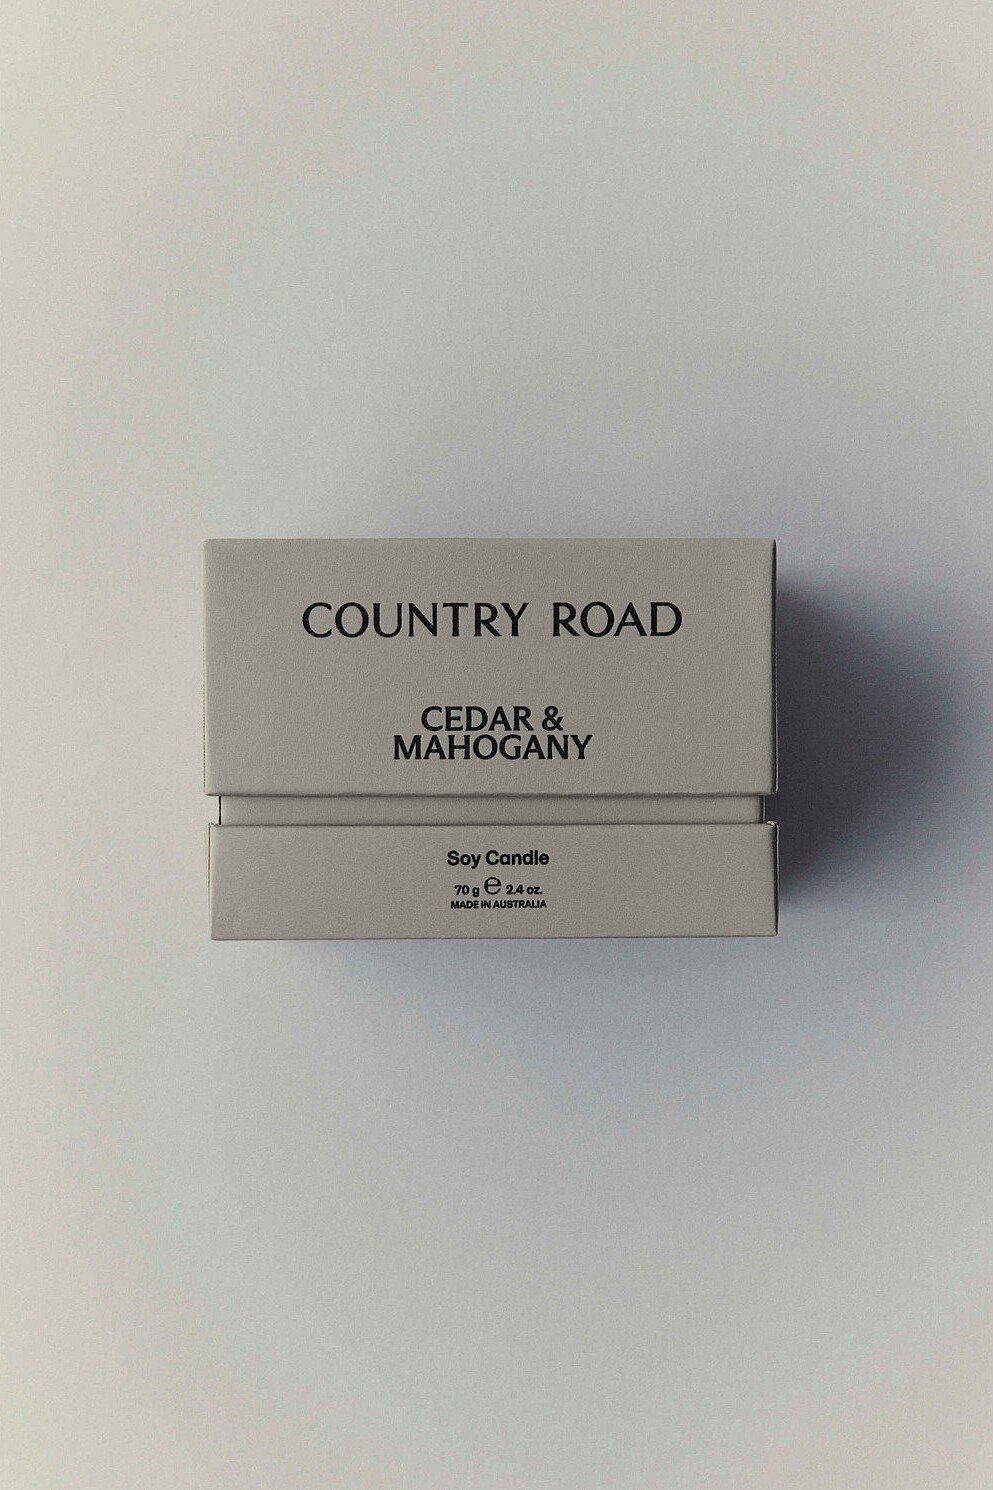 COUNTRY ROAD
CEDAR &
MAHOGANY
Soy Candle
70 g ℮ 2.4 oz.
MADE IN AUSTRALIA